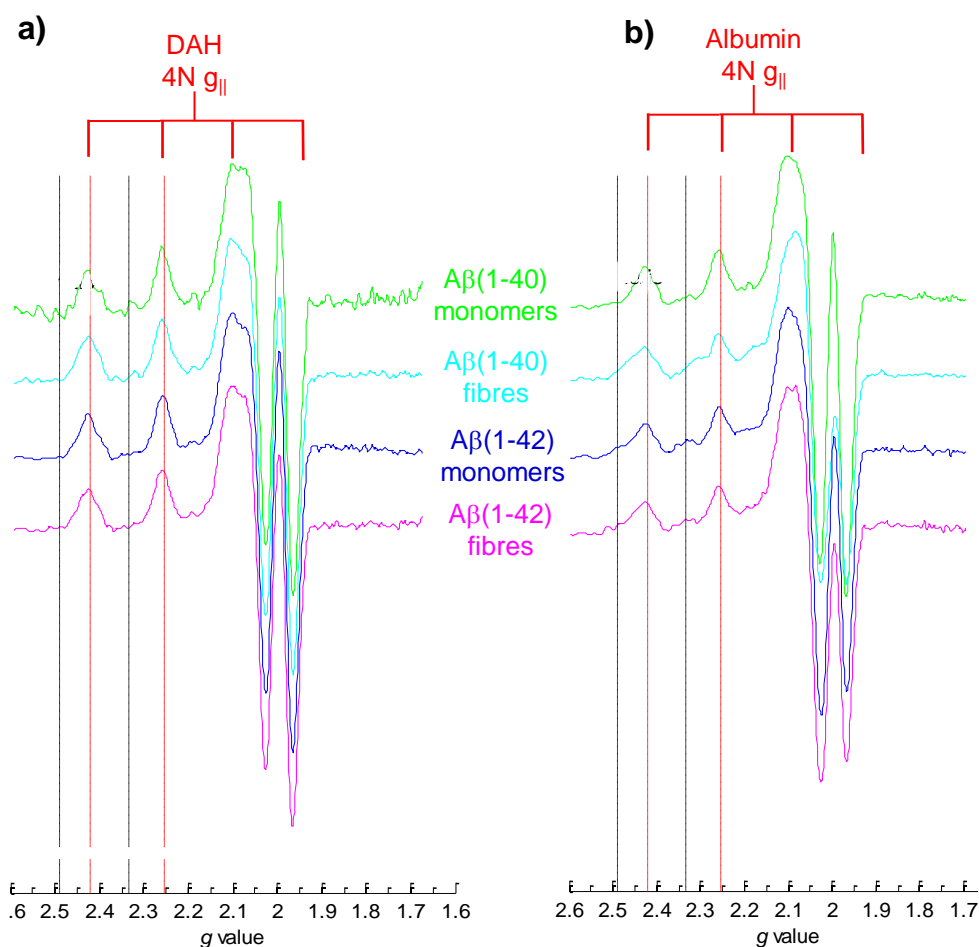 a)
DAH
4N g||
b)
Albumin
4N g||
Aβ(1-40)
monomers
Aβ(1-40)
fibres
Aβ(1-42)
monomers
Aβ(1-42)
fibres
.6 2.5 2.4 2.3 2.2 2.1 2 1.9 1.8 1.7 1.6
g value
2.6 2.5 2.4 2.3 2.2 2.1 2 1.9 1.8 1.7
g value